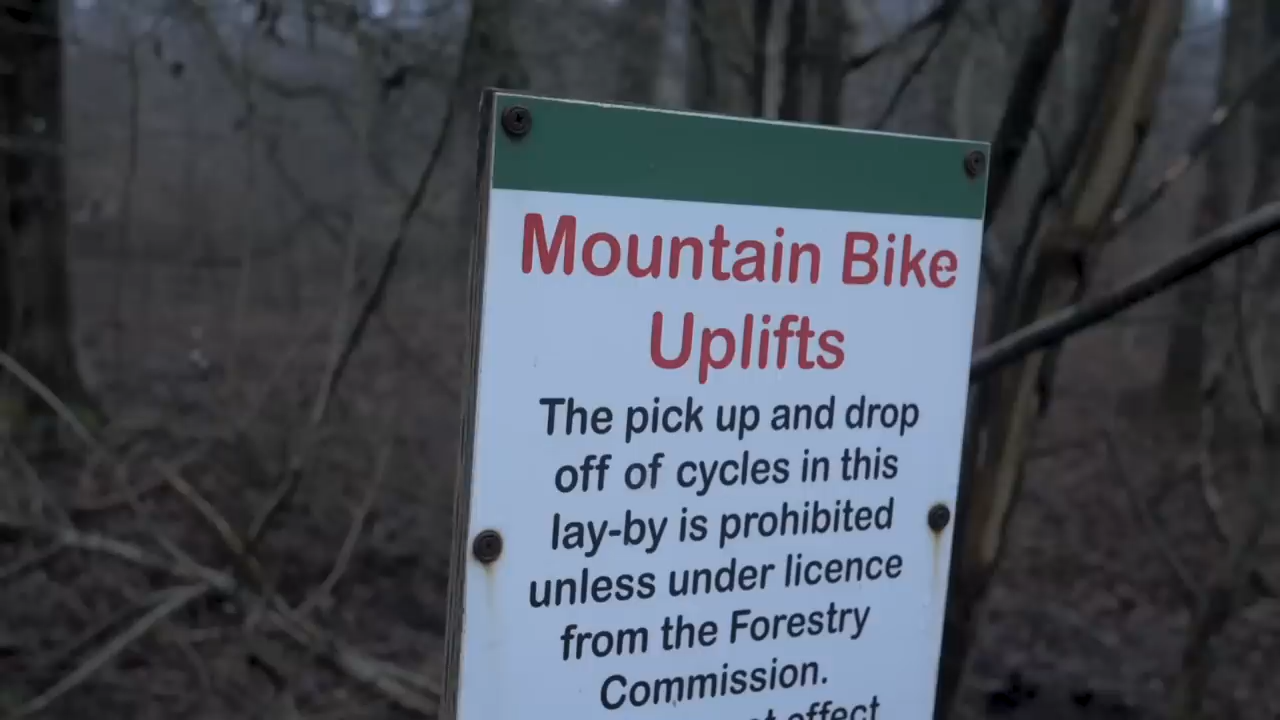 Mountain Bike
Uplifts
The pick up and drop
off of cycles in this
lay-by is prohibited
unless under licence
from the Forestry
Commission.
effect